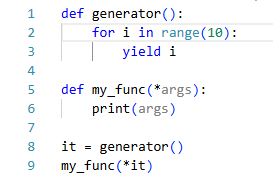 1 def generator():
2     for i in range(10):
3         yield i
4
5 def my_func(*args):
6     print(args)
7
8 it = generator()
9 my_func(*it)